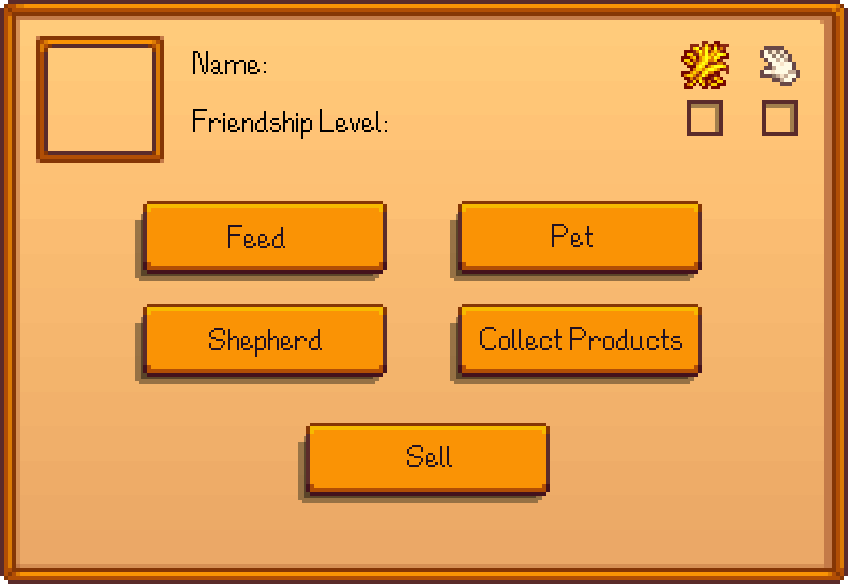 Name:
Friendship Level:
Feed
Pet
Shepherd
Collect Products
Sell